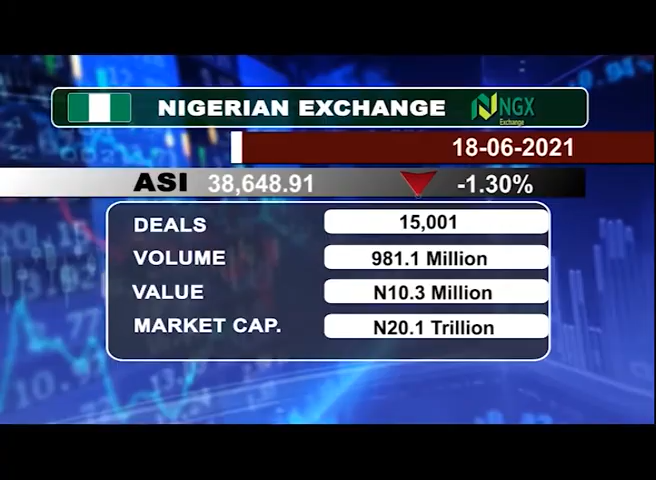 NIGERIAN EXCHANGE NGX
Exchange
18-06-2021
ASI 38,648.91 -1.30%
DEALS 15,001
VOLUME 981.1 Million
VALUE N10.3 Million
MARKET CAP. N20.1 Trillion